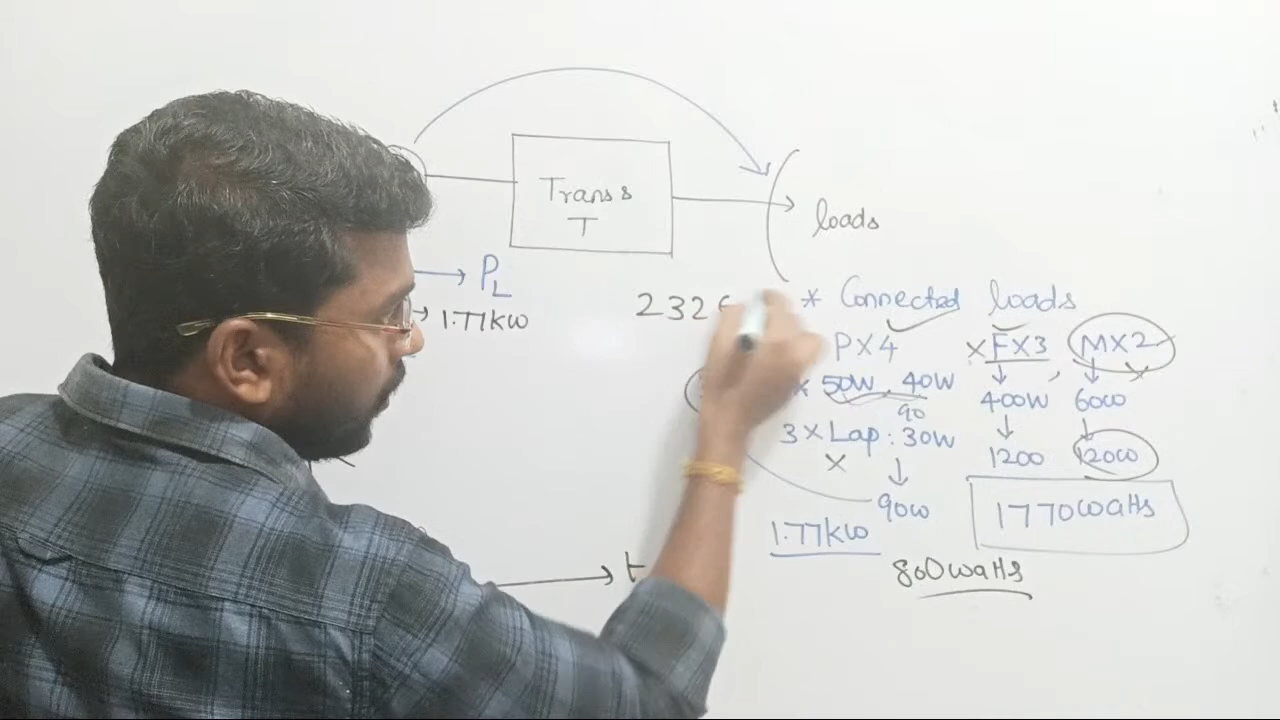 Trans s
T
loads
→ PL
→ 1.77kW
232
* Connected loads
P X 4
× F X 3 , M X 2
50W, 40W
90
400W
600
3 × Lap : 30W
×
1200
1200
90W
1770watts
1.77kW
800watts
t